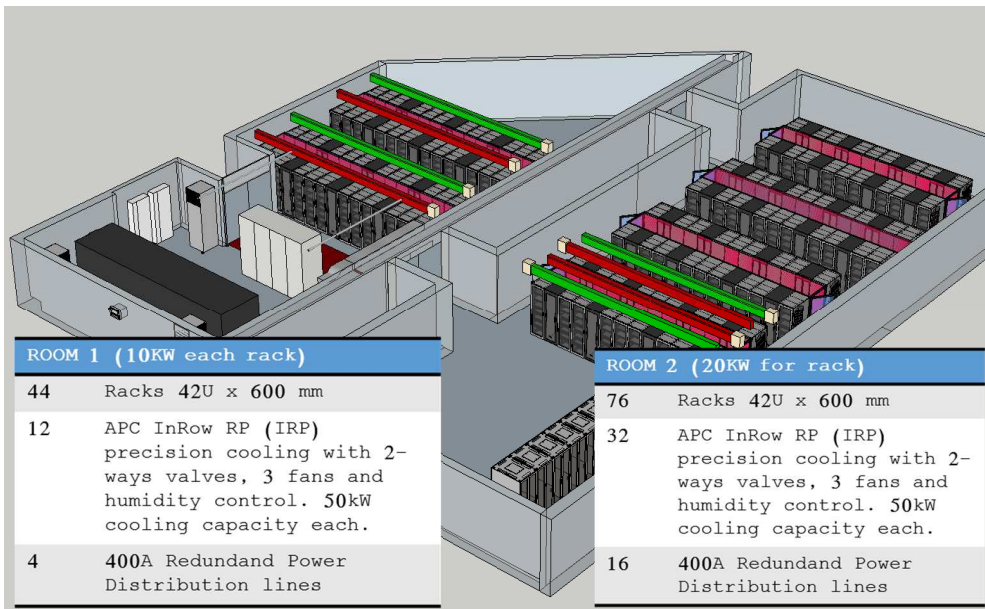 ROOM 1 (10KW each rack)
44 Racks 42U x 600 mm
12 APC InRow RP (IRP)
precision cooling with 2-
ways valves, 3 fans and
humidity control. 50kW
cooling capacity each.
4 400A Redundand Power
Distribution lines
ROOM 2 (20KW for rack)
76 Racks 42U x 600 mm
32 APC InRow RP (IRP)
precision cooling with 2-
ways valves, 3 fans and
humidity control. 50kW
cooling capacity each.
16 400A Redundand Power
Distribution lines